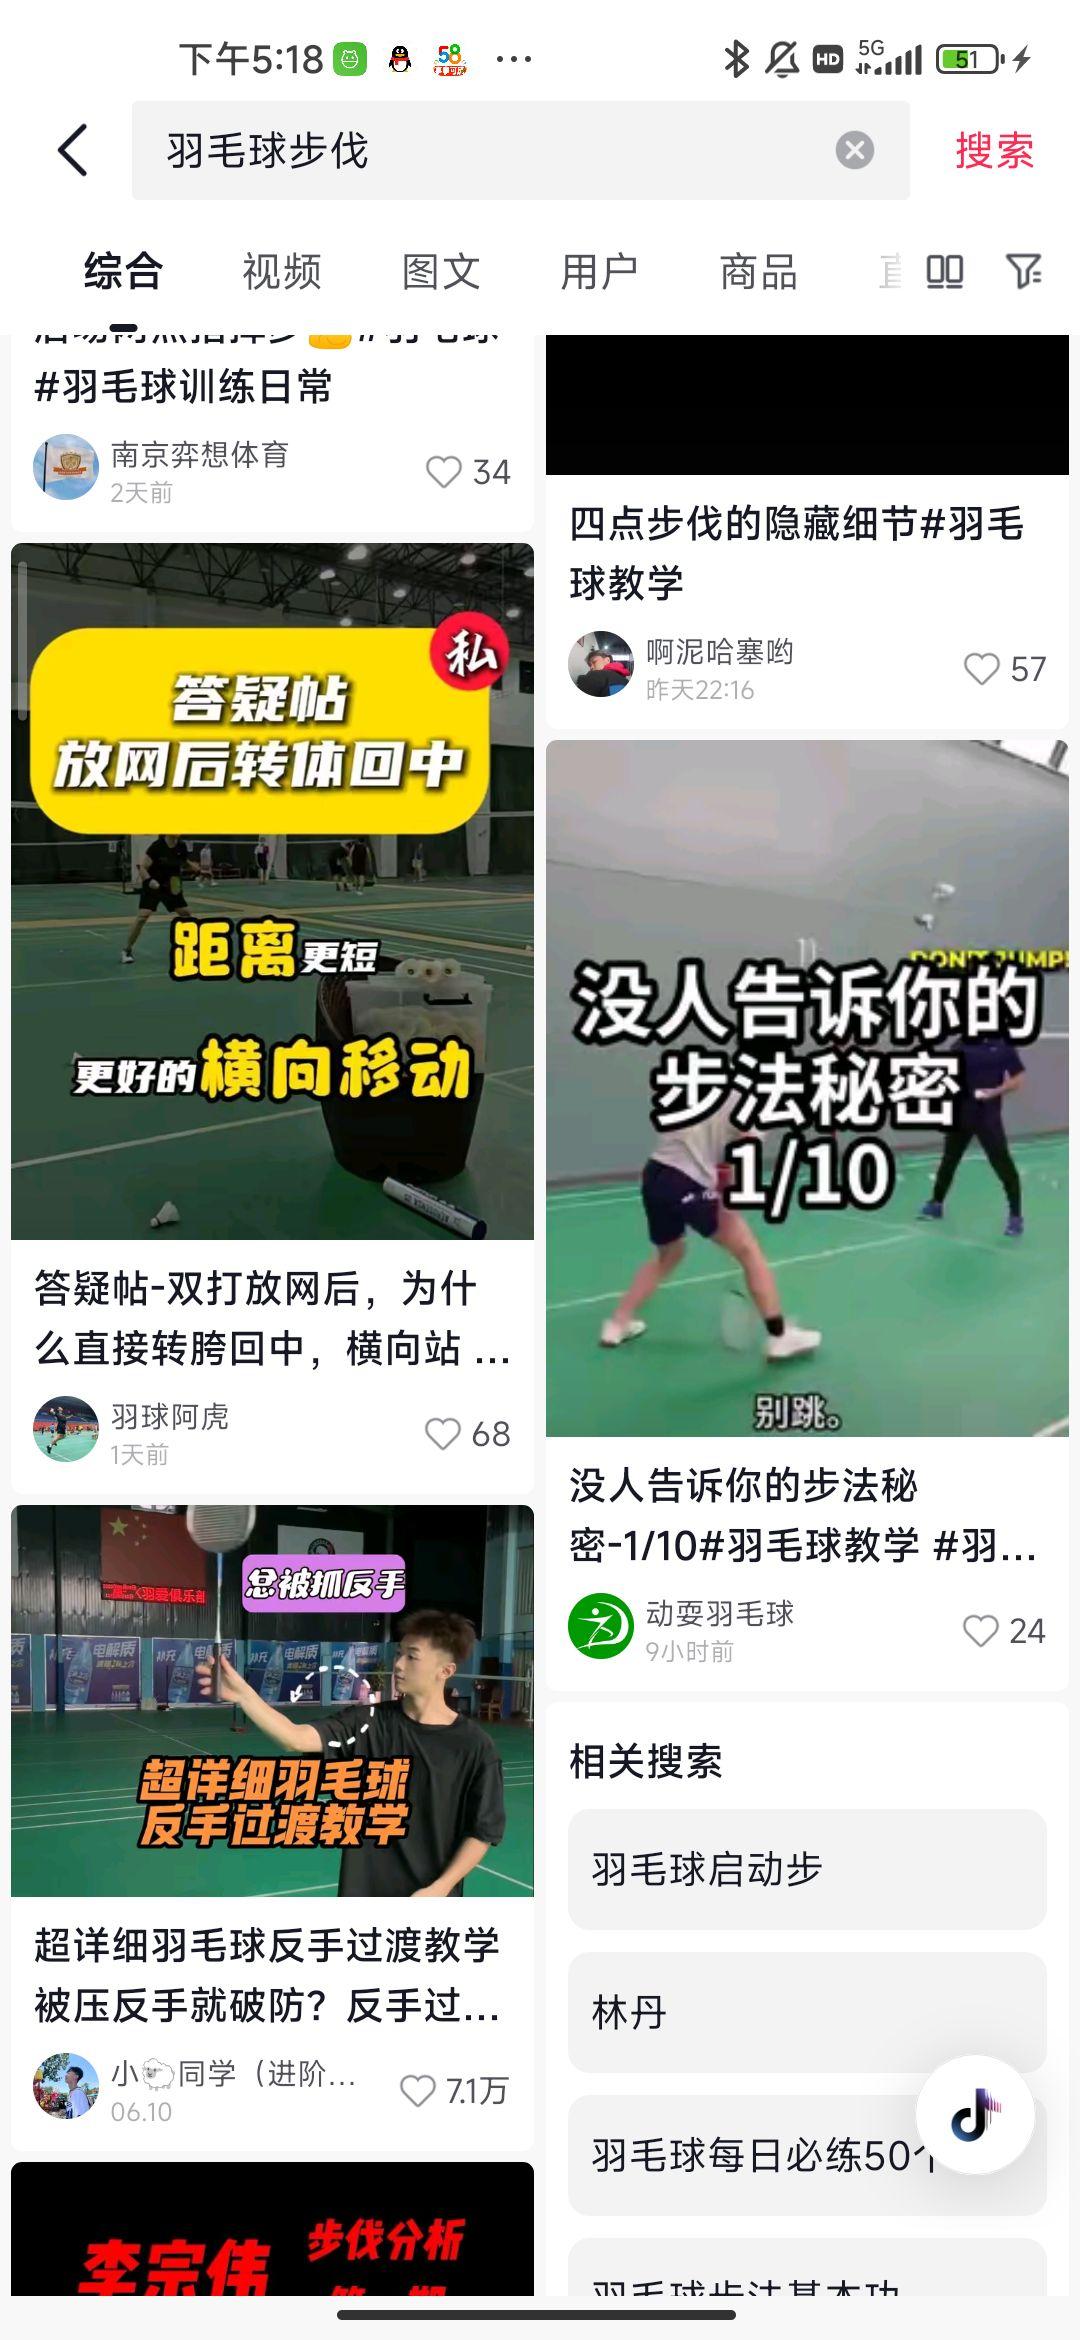 下午5:18
58
HD
5G
51
羽毛球步伐
搜索
综合
视频
图文
用户
商品
#羽毛球训练日常
南京弈想体育
2天前
34
私
答疑帖
放网后转体回中
距离更短
更好的横向移动
答疑帖-双打放网后，为什
么直接转胯回中，横向站 ...
羽球阿虎
1天前
68
总被抓反手
超详细羽毛球
反手过渡教学
超详细羽毛球反手过渡教学
被压反手就破防？反手过...
小🐑同学（进阶...
06.10
7.1万
李宗伟
步伐分析
四点步伐的隐藏细节#羽毛
球教学
啊泥哈塞哟
昨天22:16
57
DON'T JUMP!
没人告诉你的
步法秘密
1/10
别跳。
没人告诉你的步法秘
密-1/10#羽毛球教学 #羽...
动耍羽毛球
9小时前
24
相关搜索
羽毛球启动步
林丹
羽毛球每日必练50个
羽毛球步法基本功